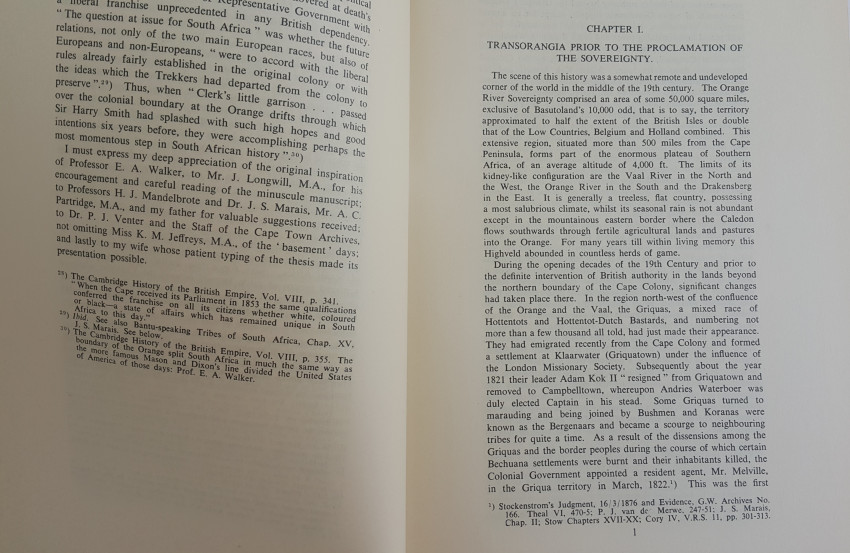 Representative Government with
a liberal franchise unprecedented in any British dependency.
" The question at issue for South Africa " was whether the future
relations, not only of the two main European races, but also of
Europeans and non-Europeans, " were to accord with the liberal
rules already fairly established in the original colony or with
the ideas which the Trekkers had departed from the colony to
preserve ".²⁹) Thus, when " Clerk's little garrison . . . passed
over the colonial boundary at the Orange drifts through which
Sir Harry Smith had splashed with such high hopes and good
intentions six years before, they were accomplishing perhaps the
most momentous step in South African history ".³⁰)
I must express my deep appreciation of the original inspiration
of Professor E. A. Walker, to Mr. J. Longwill, M.A., for his
encouragement and careful reading of the minuscule manuscript;
to Professors H. J. Mandelbrote and Dr. J. S. Marais, Mr. A. C.
Partridge, M.A., and my father for valuable suggestions received;
to Dr. P. J. Venter and the Staff of the Cape Town Archives,
not omitting Miss K. M. Jeffreys, M.A., of the ' basement ' days;
and lastly to my wife whose patient typing of the thesis made its
presentation possible.
²⁸) The Cambridge History of the British Empire, Vol. VIII, p. 341.
" When the Cape received its Parliament in 1853 the same qualifications
conferred the franchise on all its citizens whether white, coloured
or black—a state of affairs which has remained unique in South
Africa to this day."
²⁹) Ibid. See also Bantu-speaking Tribes of South Africa, Chap. XV.
J. S. Marais. See below.
³⁰) The Cambridge History of the British Empire, Vol. VIII, p. 355. The
boundary of the Orange split South Africa in much the same way as
the more famous Mason and Dixon's line divided the United States
of America of those days: Prof. E. A. Walker.
CHAPTER I.
TRANSORANGIA PRIOR TO THE PROCLAMATION OF
THE SOVEREIGNTY.
The scene of this history was a somewhat remote and undeveloped
corner of the world in the middle of the 19th century. The Orange
River Sovereignty comprised an area of some 50,000 square miles,
exclusive of Basutoland's 10,000 odd, that is to say, the territory
approximated to half the extent of the British Isles or double
that of the Low Countries, Belgium and Holland combined. This
extensive region, situated more than 500 miles from the Cape
Peninsula, forms part of the enormous plateau of Southern
Africa, of an average altitude of 4,000 ft. The limits of its
kidney-like configuration are the Vaal River in the North and
the West, the Orange River in the South and the Drakensberg
in the East. It is generally a treeless, flat country, possessing
a most salubrious climate, whilst its seasonal rain is not abundant
except in the mountainous eastern border where the Caledon
flows southwards through fertile agricultural lands and pastures
into the Orange. For many years till within living memory this
Highveld abounded in countless herds of game.
During the opening decades of the 19th Century and prior to
the definite intervention of British authority in the lands beyond
the northern boundary of the Cape Colony, significant changes
had taken place there. In the region north-west of the confluence
of the Orange and the Vaal, the Griquas, a mixed race of
Hottentots and Hottentot-Dutch Bastards, and numbering not
more than a few thousand all told, had just made their appearance.
They had emigrated recently from the Cape Colony and formed
a settlement at Klaarwater (Griquatown) under the influence of
the London Missionary Society. Subsequently about the year
1821 their leader Adam Kok II " resigned " from Griquatown and
removed to Campbelltown, whereupon Andries Waterboer was
duly elected Captain in his stead. Some Griquas turned to
marauding and being joined by Bushmen and Koranas were
known as the Bergenaars and became a scourge to neighbouring
tribes for quite a time. As a result of the dissensions among the
Griquas and the border peoples during the course of which certain
Bechuana settlements were burnt and their inhabitants killed, the
Colonial Government appointed a resident agent, Mr. Melville,
in the Griqua territory in March, 1822.¹) This was the first
¹) Stockenstrom's Judgment, 16/3/1876 and Evidence, G.W. Archives No.
166. Theal VI, 470-5; P. J. van de Merwe, 247-51; J. S. Marais,
Chap. II; Stow Chapters XVII-XX; Cory IV, V.R.S. 11, pp. 301-313.
1